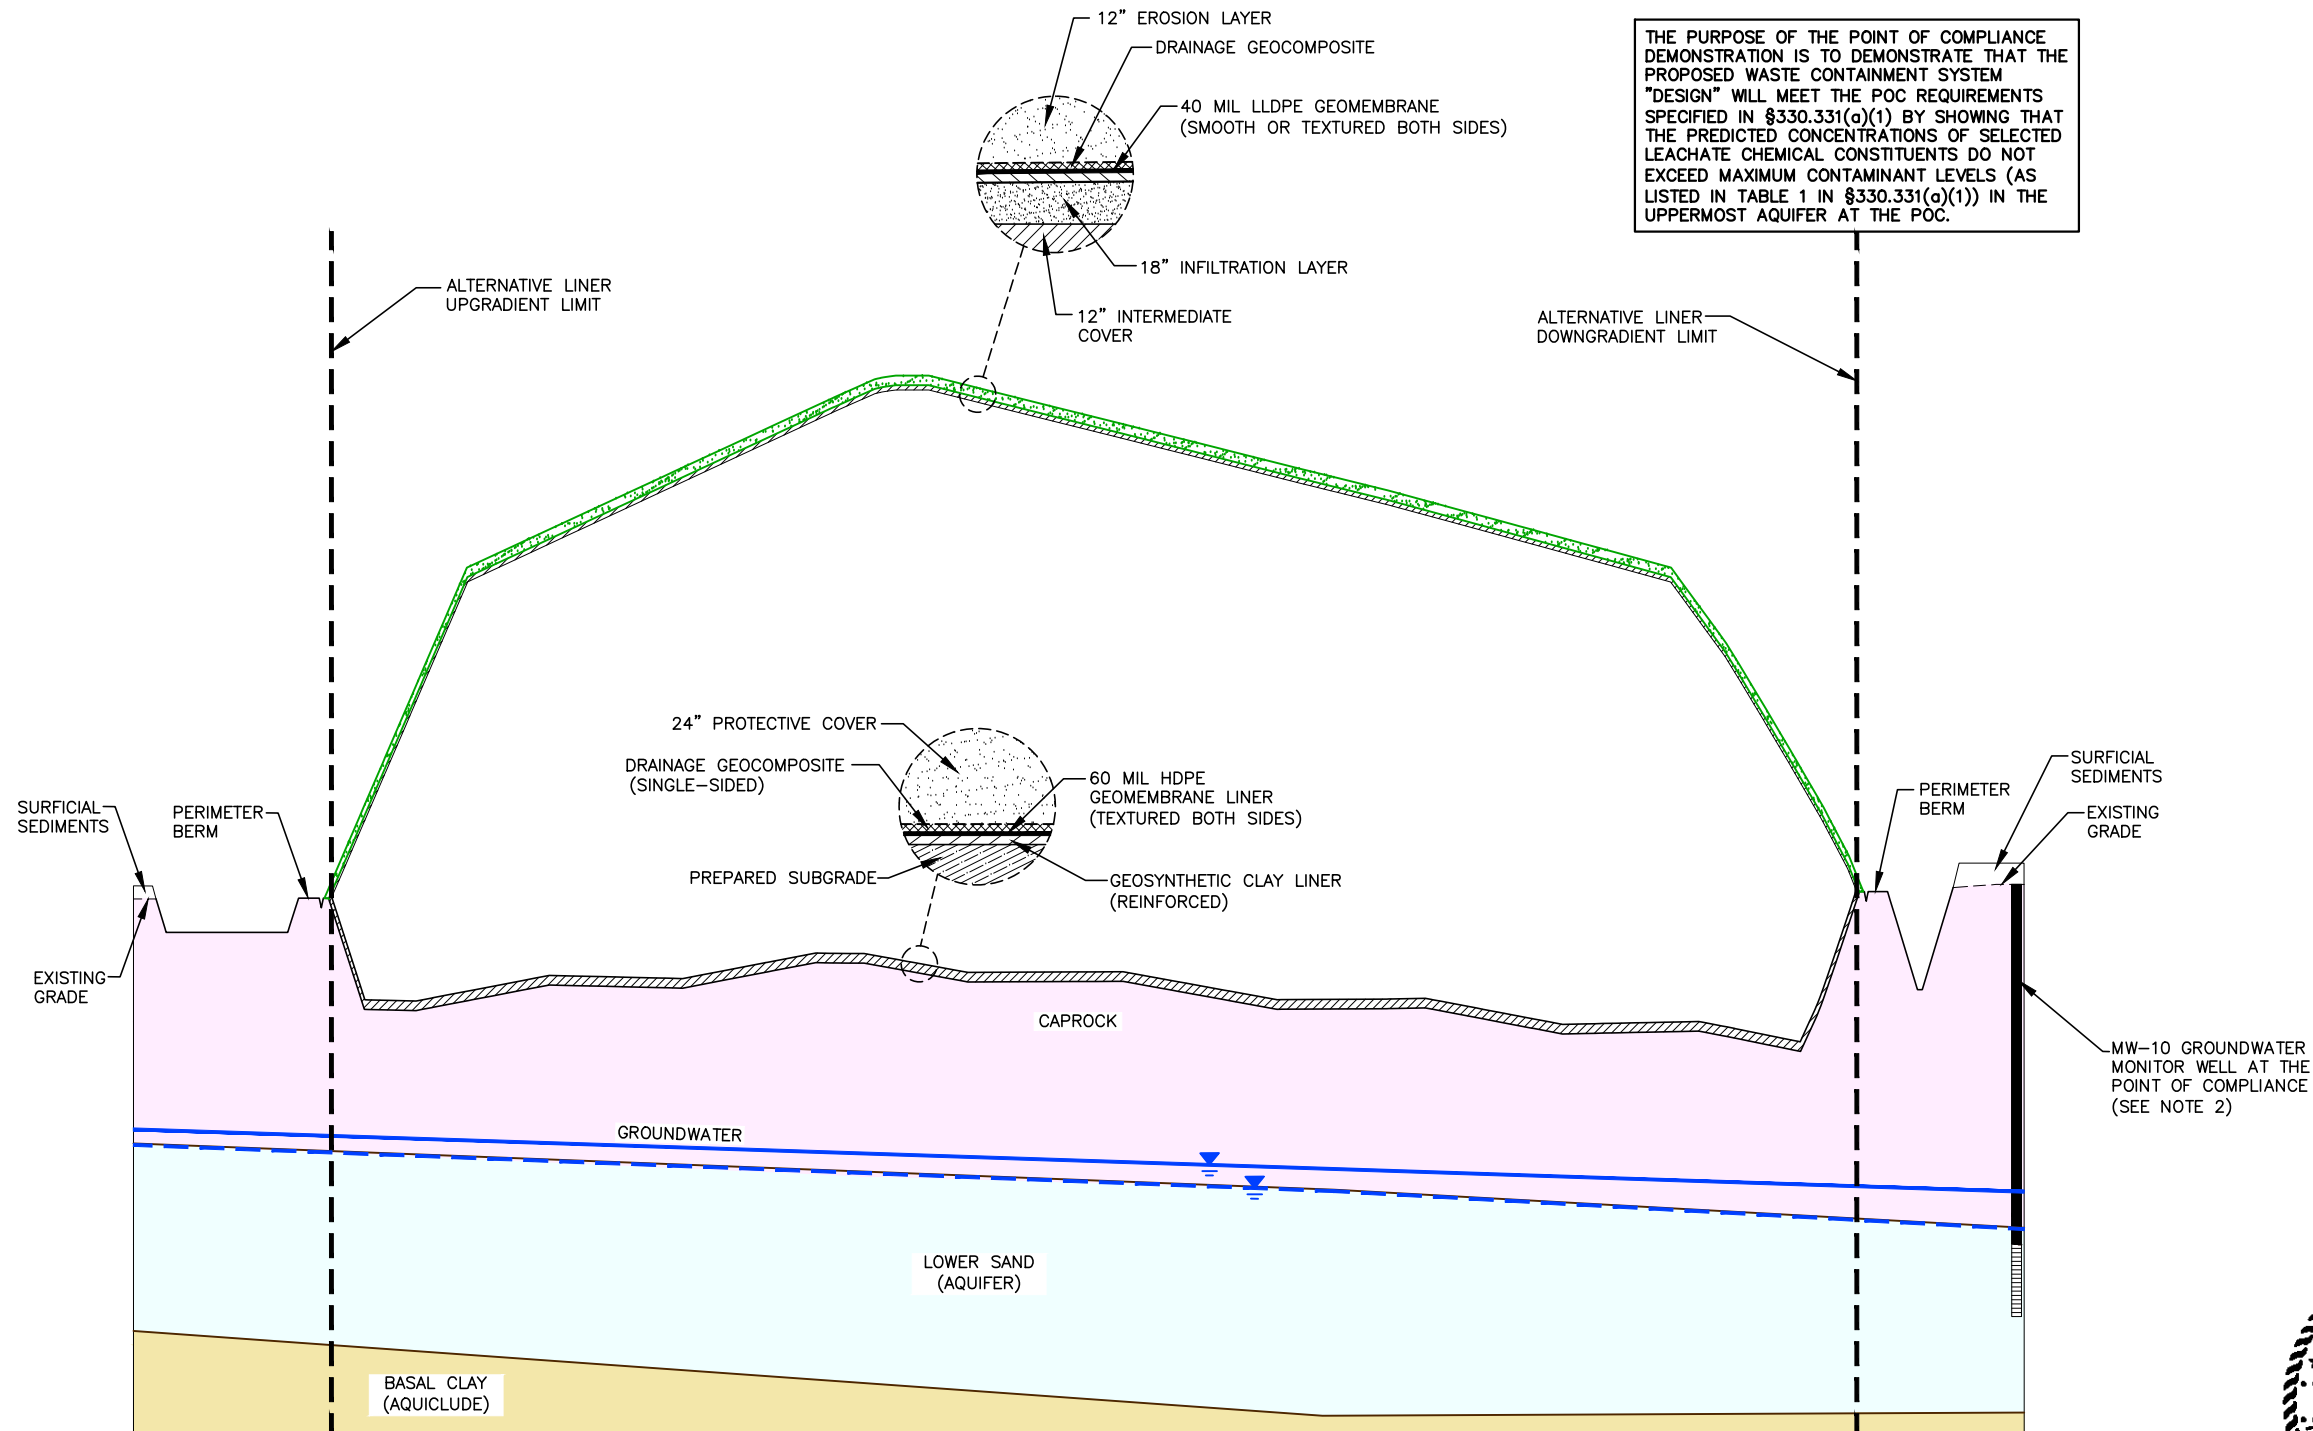 12” EROSION LAYER
DRAINAGE GEOCOMPOSITE
40 MIL LLDPE GEOMEMBRANE
(SMOOTH OR TEXTURED BOTH SIDES)
18” INFILTRATION LAYER
12” INTERMEDIATE
COVER
THE PURPOSE OF THE POINT OF COMPLIANCE
DEMONSTRATION IS TO DEMONSTRATE THAT THE
PROPOSED WASTE CONTAINMENT SYSTEM
"DESIGN" WILL MEET THE POC REQUIREMENTS
SPECIFIED IN §330.331(a)(1) BY SHOWING THAT
THE PREDICTED CONCENTRATIONS OF SELECTED
LEACHATE CHEMICAL CONSTITUENTS DO NOT
EXCEED MAXIMUM CONTAMINANT LEVELS (AS
LISTED IN TABLE 1 IN §330.331(a)(1)) IN THE
UPPERMOST AQUIFER AT THE POC.
ALTERNATIVE LINER
UPGRADIENT LIMIT
ALTERNATIVE LINER
DOWNGRADIENT LIMIT
24” PROTECTIVE COVER
DRAINAGE GEOCOMPOSITE
(SINGLE-SIDED)
60 MIL HDPE
GEOMEMBRANE LINER
(TEXTURED BOTH SIDES)
PREPARED SUBGRADE
GEOSYNTHETIC CLAY LINER
(REINFORCED)
SURFICIAL
SEDIMENTS
PERIMETER
BERM
EXISTING
GRADE
SURFICIAL
SEDIMENTS
PERIMETER
BERM
EXISTING
GRADE
CAPROCK
MW-10 GROUNDWATER
MONITOR WELL AT THE
POINT OF COMPLIANCE
(SEE NOTE 2)
GROUNDWATER
LOWER SAND
(AQUIFER)
BASAL CLAY
(AQUICLUDE)